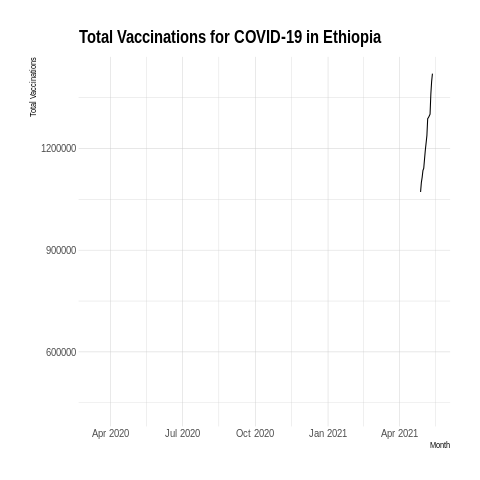 Total Vaccinations for COVID-19 in Ethiopia
Total Vaccinations
1200000
900000
600000
Apr 2020 Jul 2020 Oct 2020 Jan 2021 Apr 2021
Month